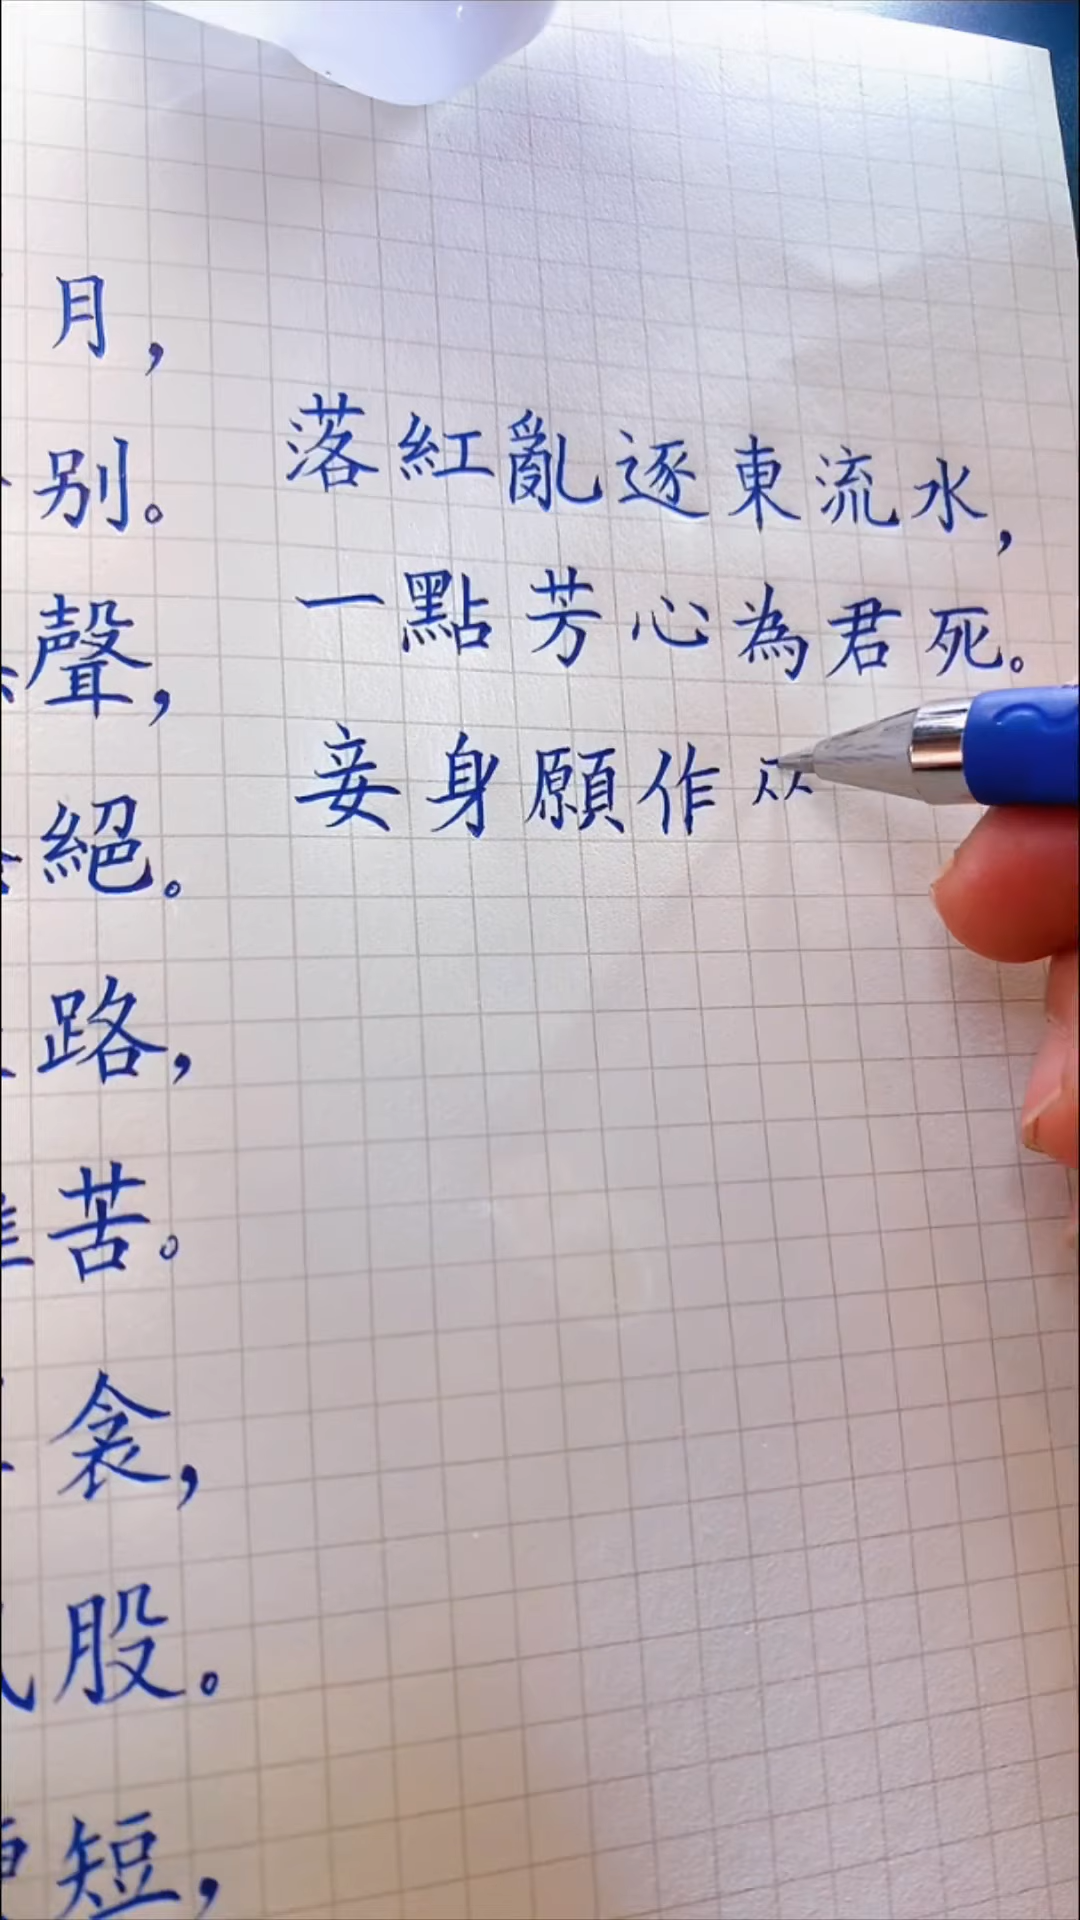 月,
别。
聲,
絕。
路,
苦。
衾,
股。
短,
落紅亂逐東流水,
一點芳心為君死。
妾身願作